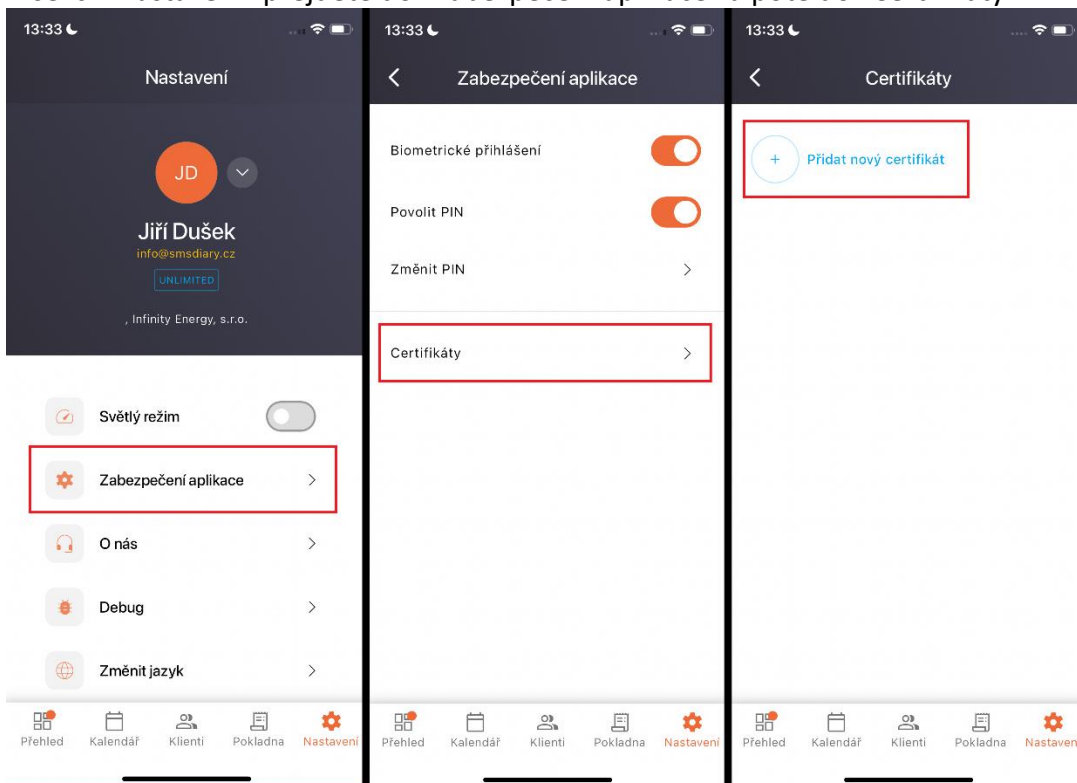 13:33
Nastavení
JD
Jiří Dušek
info@smsdiary.cz
UNLIMITED
, Infinity Energy, s.r.o.
Světlý režim
Zabezpečení aplikace
O nás
Debug
Změnit jazyk
Přehled Kalendář Klienti Pokladna Nastavení
13:33
Zabezpečení aplikace
Biometrické přihlášení
Povolit PIN
Změnit PIN
Certifikáty
Přehled Kalendář Klienti Pokladna Nastavení
13:33
Certifikáty
+ Přidat nový certifikát
Přehled Kalendář Klienti Pokladna Nastaven